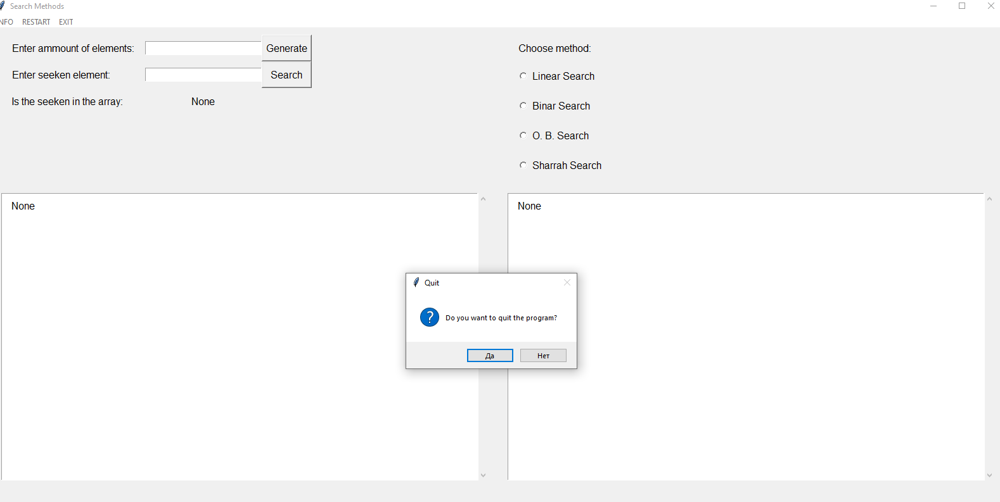 Search Methods
NFO RESTART EXIT
Enter ammount of elements:
Generate
Enter seeken element:
Search
Is the seeken in the array:
None
Choose method:
Linear Search
Binar Search
O. B. Search
Sharrah Search
None
None
Quit
Do you want to quit the program?
Да
Нет